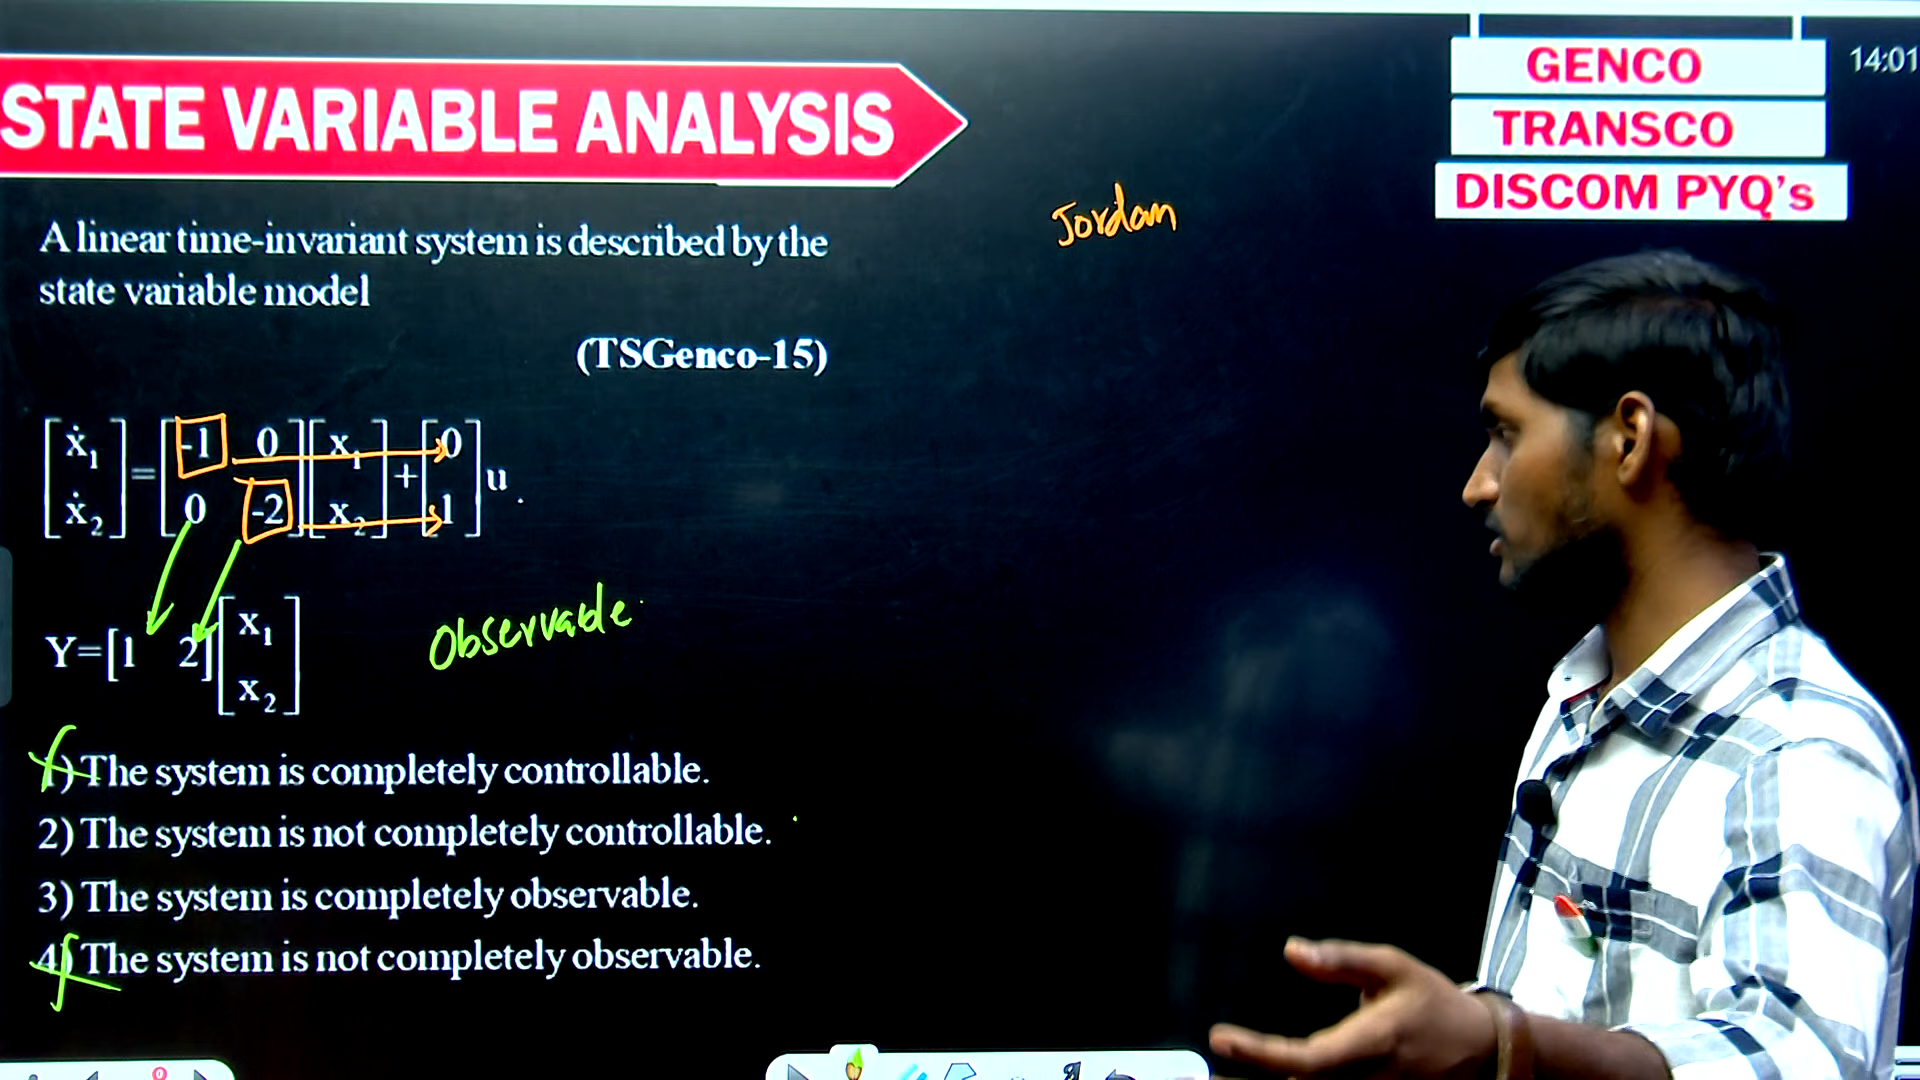 STATE VARIABLE ANALYSIS
GENCO
TRANSCO
DISCOM PYQ's
14:01
Jordan
A linear time-invariant system is described by the
state variable model
(TSGenco-15)
[ẋ₁ ẋ₂] = [-1 0 0 -2] [x₁ x₂] + [0 1] u
Y=[1 2] [x₁ x₂]
Observable
1) The system is completely controllable.
2) The system is not completely controllable.
3) The system is completely observable.
4) The system is not completely observable.
0